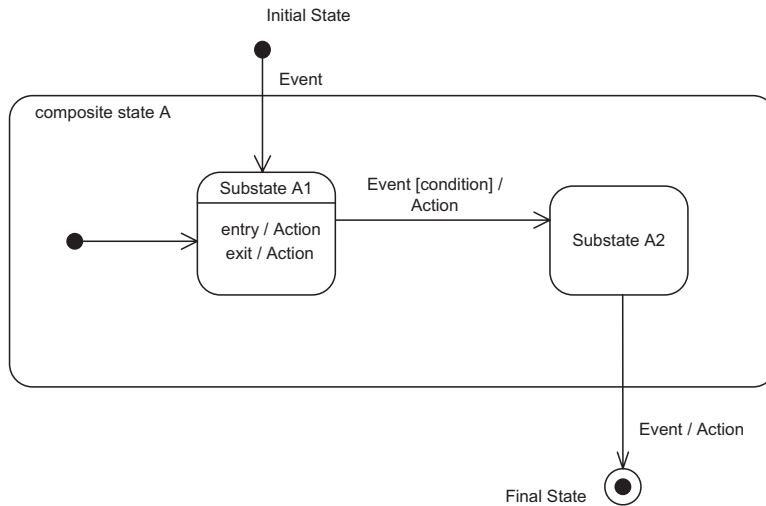 Initial State
Event
composite state A
Substate A1
entry / Action
exit / Action
Event [condition] /
Action
Substate A2
Event / Action
Final State